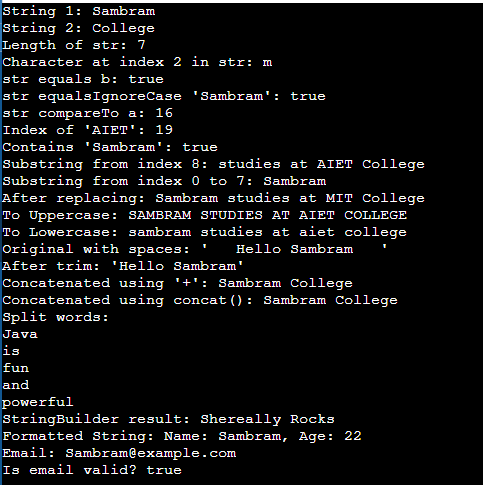 String 1: Sambram
String 2: College
Length of str: 7
Character at index 2 in str: m
str equals b: true
str equalsIgnoreCase 'Sambram': true
str compareTo a: 16
Index of 'AIET': 19
Contains 'Sambram': true
Substring from index 8: studies at AIET College
Substring from index 0 to 7: Sambram
After replacing: Sambram studies at MIT College
To Uppercase: SAMBRAM STUDIES AT AIET COLLEGE
To Lowercase: sambram studies at aiet college
Original with spaces: '   Hello Sambram   '
After trim: 'Hello Sambram'
Concatenated using '+': Sambram College
Concatenated using concat(): Sambram College
Split words:
Java
is
fun
and
powerful
StringBuilder result: Shereally Rocks
Formatted String: Name: Sambram, Age: 22
Email: Sambram@example.com
Is email valid? true